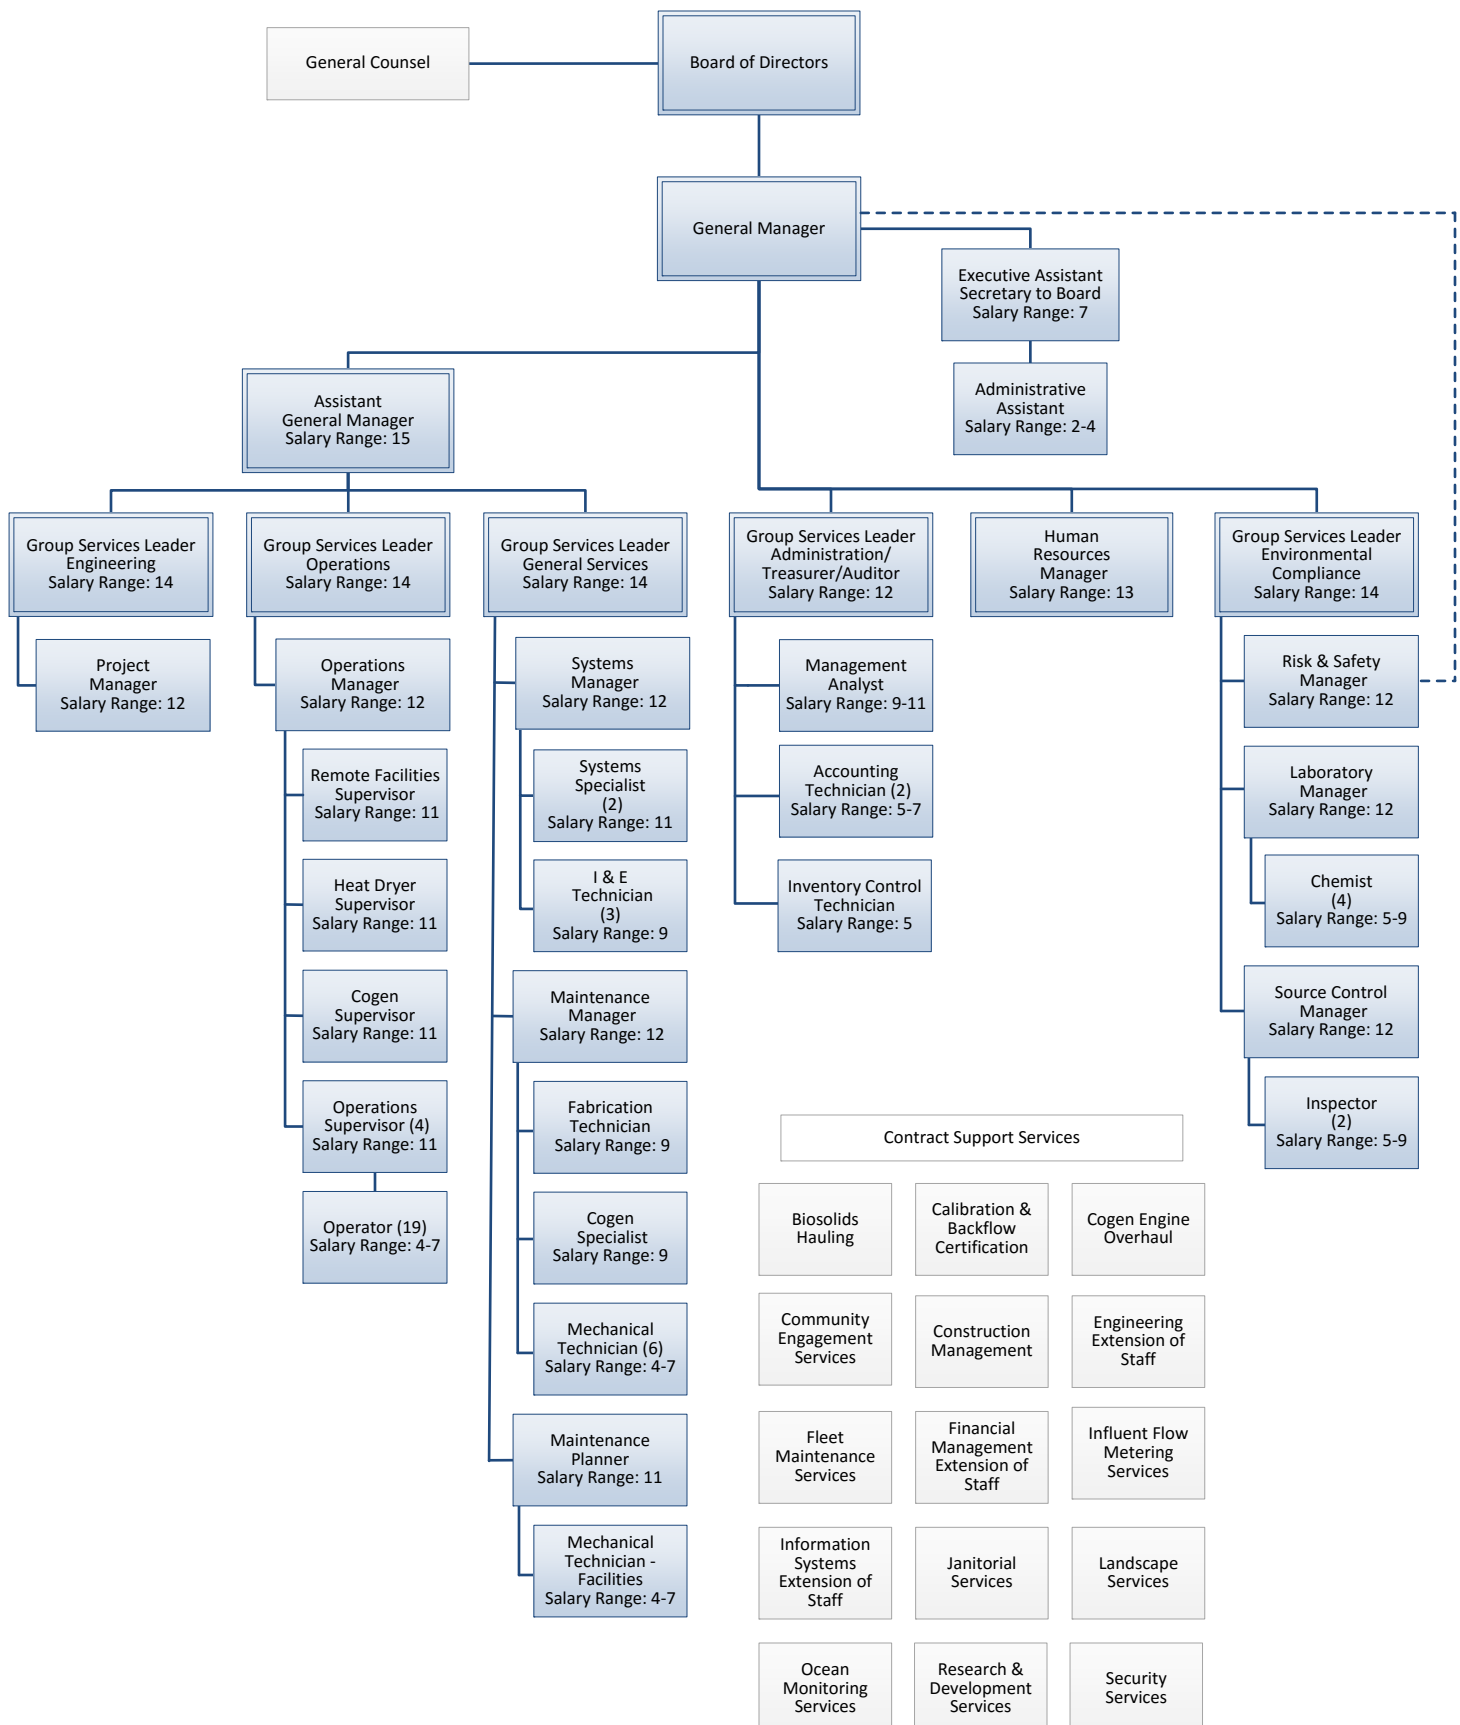 General Counsel
Board of Directors
General Manager
Executive Assistant
Secretary to Board
Salary Range: 7
Administrative
Assistant
Salary Range: 2-4
Assistant
General Manager
Salary Range: 15
Group Services Leader
Engineering
Salary Range: 14
Group Services Leader
Operations
Salary Range: 14
Group Services Leader
General Services
Salary Range: 14
Group Services Leader
Administration/
Treasurer/Auditor
Salary Range: 12
Human
Resources
Manager
Salary Range: 13
Group Services Leader
Environmental
Compliance
Salary Range: 14
Project
Manager
Salary Range: 12
Operations
Manager
Salary Range: 12
Remote Facilities
Supervisor
Salary Range: 11
Heat Dryer
Supervisor
Salary Range: 11
Cogen
Supervisor
Salary Range: 11
Operations
Supervisor (4)
Salary Range: 11
Operator (19)
Salary Range: 4-7
Systems
Manager
Salary Range: 12
Systems
Specialist
(2)
Salary Range: 11
I & E
Technician
(3)
Salary Range: 9
Maintenance
Manager
Salary Range: 12
Fabrication
Technician
Salary Range: 9
Cogen
Specialist
Salary Range: 9
Mechanical
Technician (6)
Salary Range: 4-7
Maintenance
Planner
Salary Range: 11
Mechanical
Technician -
Facilities
Salary Range: 4-7
Management
Analyst
Salary Range: 9-11
Accounting
Technician (2)
Salary Range: 5-7
Inventory Control
Technician
Salary Range: 5
Risk & Safety
Manager
Salary Range: 12
Laboratory
Manager
Salary Range: 12
Chemist
(4)
Salary Range: 5-9
Source Control
Manager
Salary Range: 12
Inspector
(2)
Salary Range: 5-9
Contract Support Services
Biosolids
Hauling
Calibration &
Backflow
Certification
Cogen Engine
Overhaul
Community
Engagement
Services
Construction
Management
Engineering
Extension of
Staff
Fleet
Maintenance
Services
Financial
Management
Extension of
Staff
Influent Flow
Metering
Services
Information
Systems
Extension of
Staff
Janitorial
Services
Landscape
Services
Ocean
Monitoring
Services
Research &
Development
Services
Security
Services